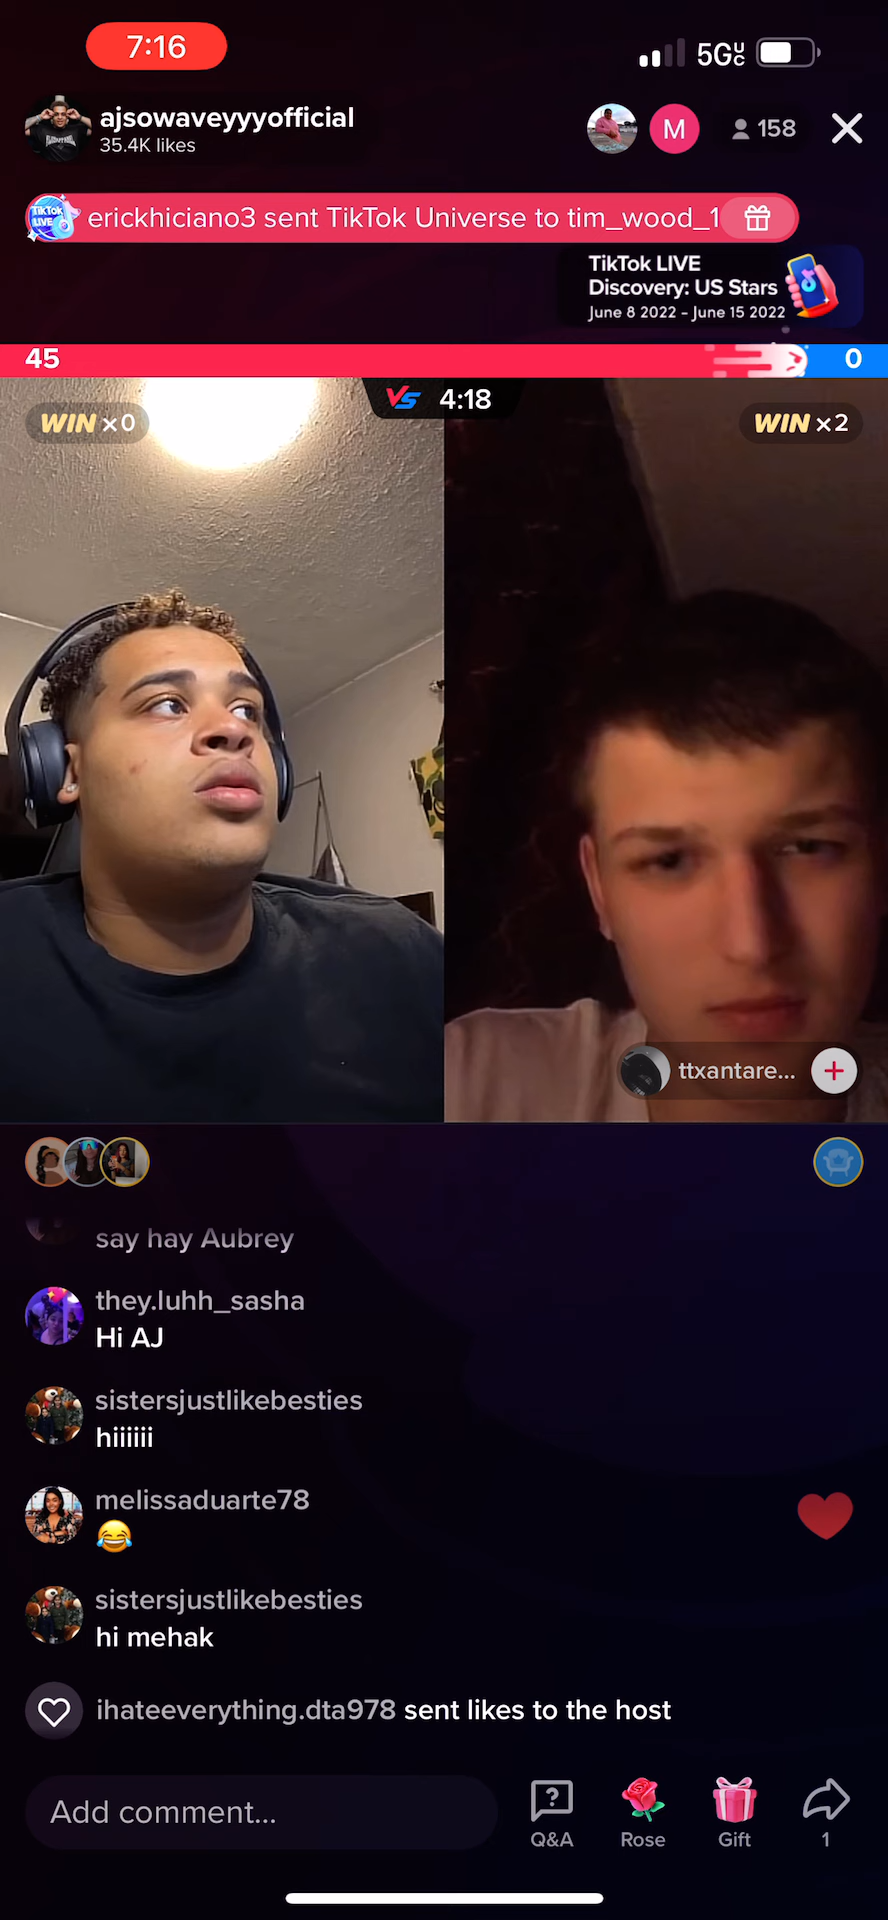 7:16
5G UC
ajsowaveyyyofficial
35.4K likes
M
158
TikTok LIVE
erickhiciano3 sent TikTok Universe to tim_wood_1
TikTok LIVE
Discovery: US Stars
June 8 2022 - June 15 2022
45
0
VS 4:18
WIN x0
WIN x2
ttxantare...
say hay Aubrey
they.luhh_sasha
Hi AJ
sistersjustlikebesties
hiiiiii
melissaduarte78
😂
sistersjustlikebesties
hi mehak
ihateeverything.dta978 sent likes to the host
Add comment...
Q&A
Rose
Gift
1